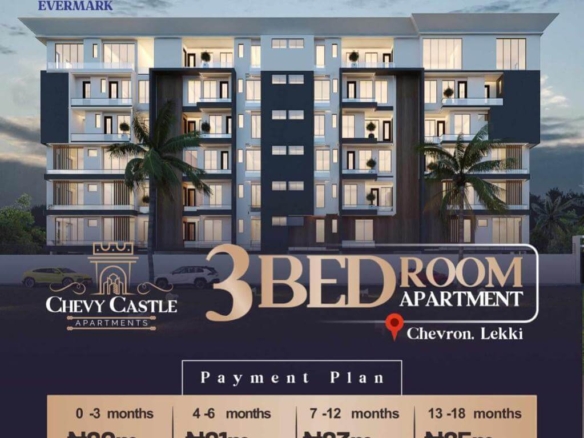 EVERMARK
CHEVY CASTLE
APARTMENTS
3 BEDROOM
APARTMENT
Chevron, Lekki
Payment Plan
0 -3 months 4 -6 months 7 -12 months 13 -18 months